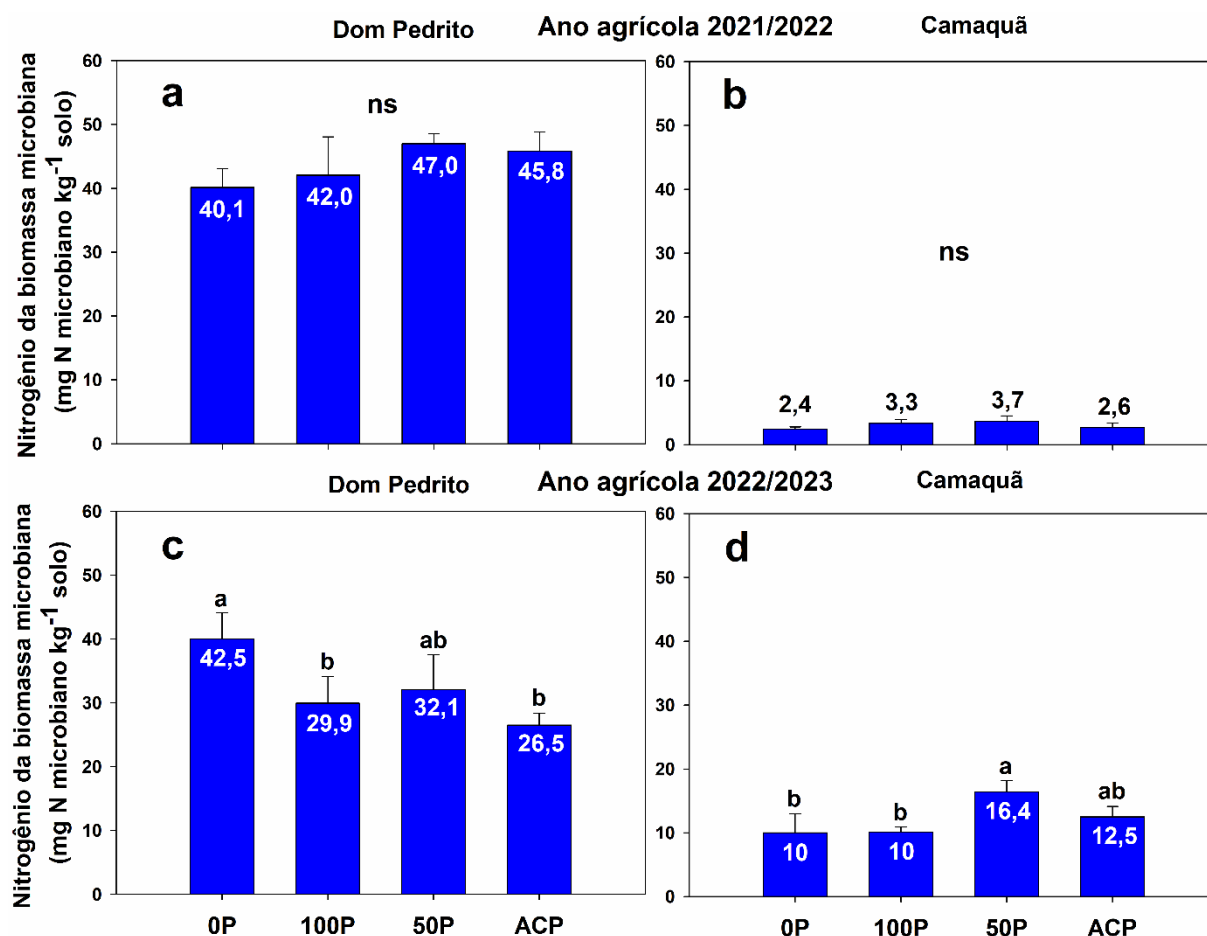 Dom Pedrito Ano agrícola 2021/2022 Camaquã
Nitrogênio da biomassa microbiana
(mg N microbiano kg⁻¹ solo)
60
50
40
30
20
10
0
a
ns
40,1
42,0
47,0
45,8
60
50
40
30
20
10
0
b
ns
2,4
3,3
3,7
2,6
Dom Pedrito Ano agrícola 2022/2023 Camaquã
Nitrogênio da biomassa microbiana
(mg N microbiano kg⁻¹ solo)
60
50
40
30
20
10
0
c
a
b
ab
b
42,5
29,9
32,1
26,5
0P 100P 50P ACP
60
50
40
30
20
10
0
d
b
b
a
ab
10
10
16,4
12,5
0P 100P 50P ACP